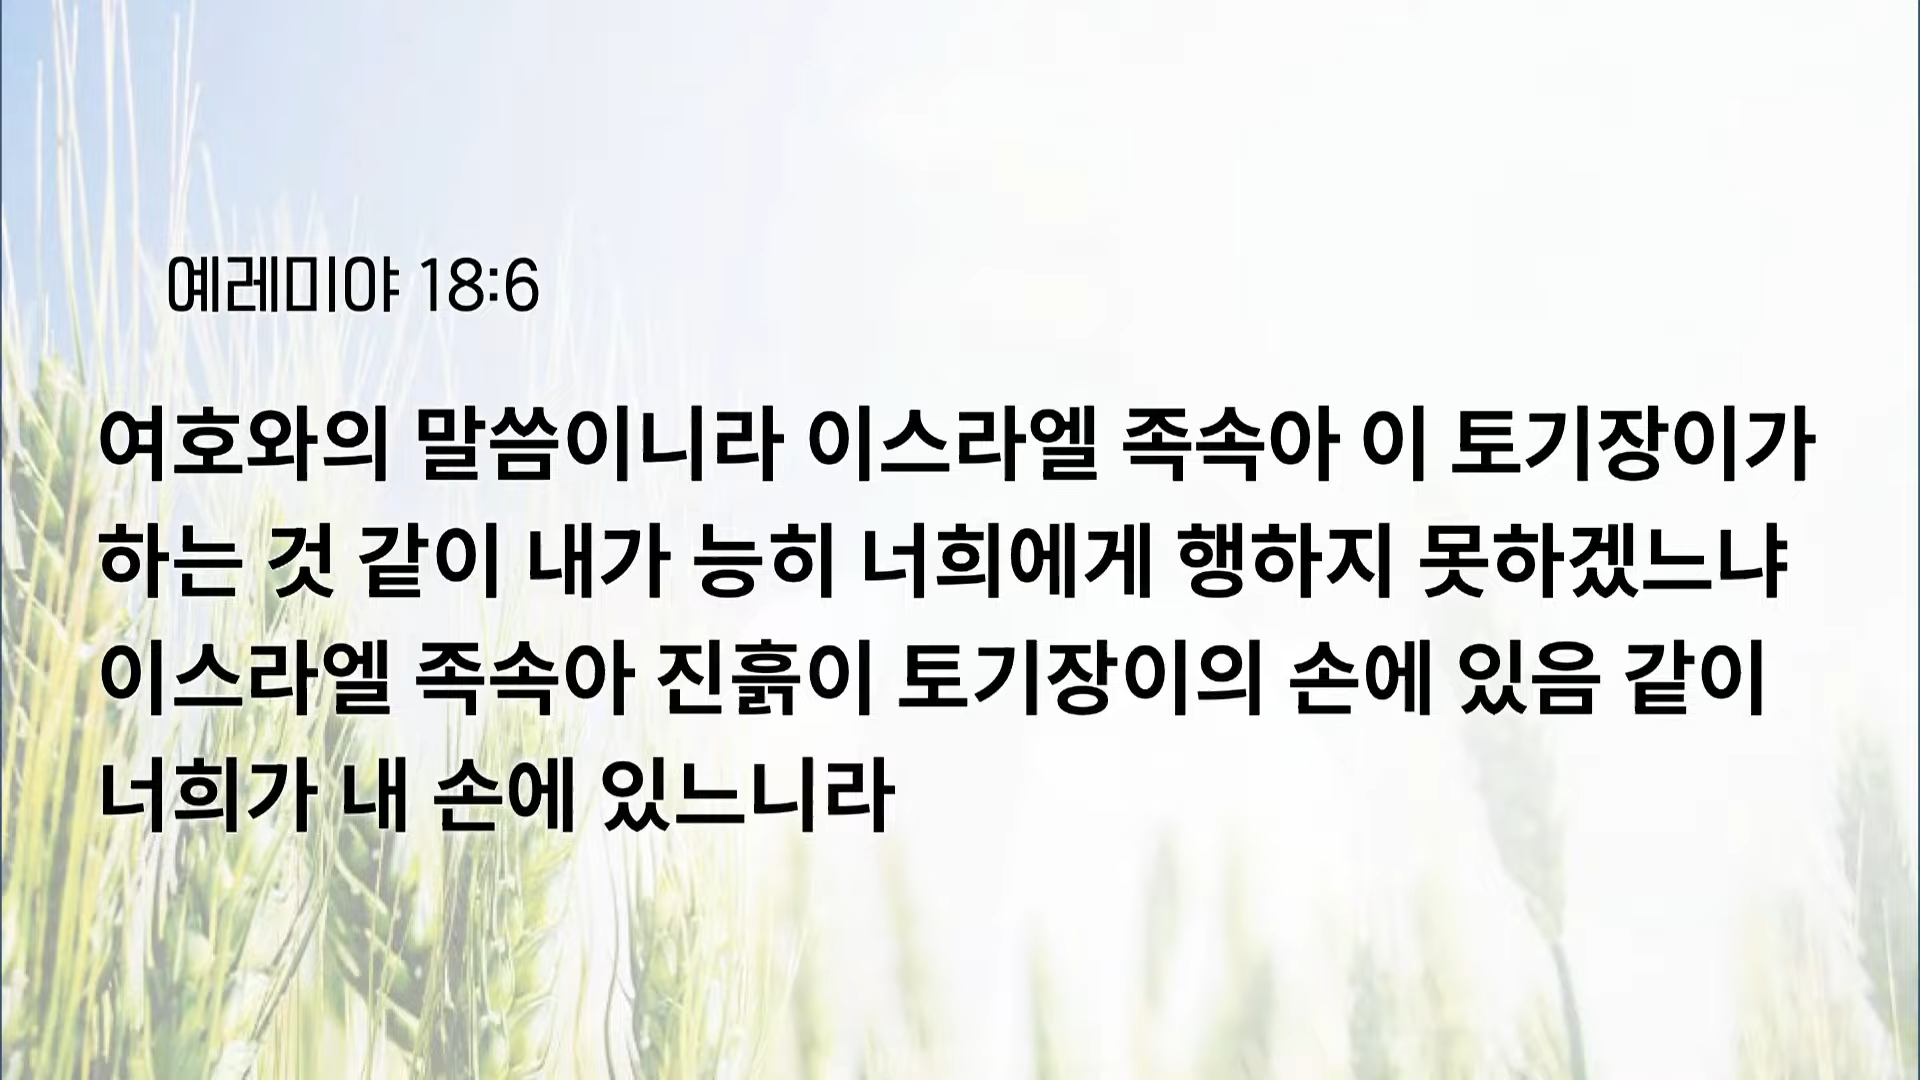 예레미야 18:6
여호와의 말씀이니라 이스라엘 족속아 이 토기장이가
하는 것 같이 내가 능히 너희에게 행하지 못하겠느냐
이스라엘 족속아 진흙이 토기장이의 손에 있음 같이
너희가 내 손에 있느니라